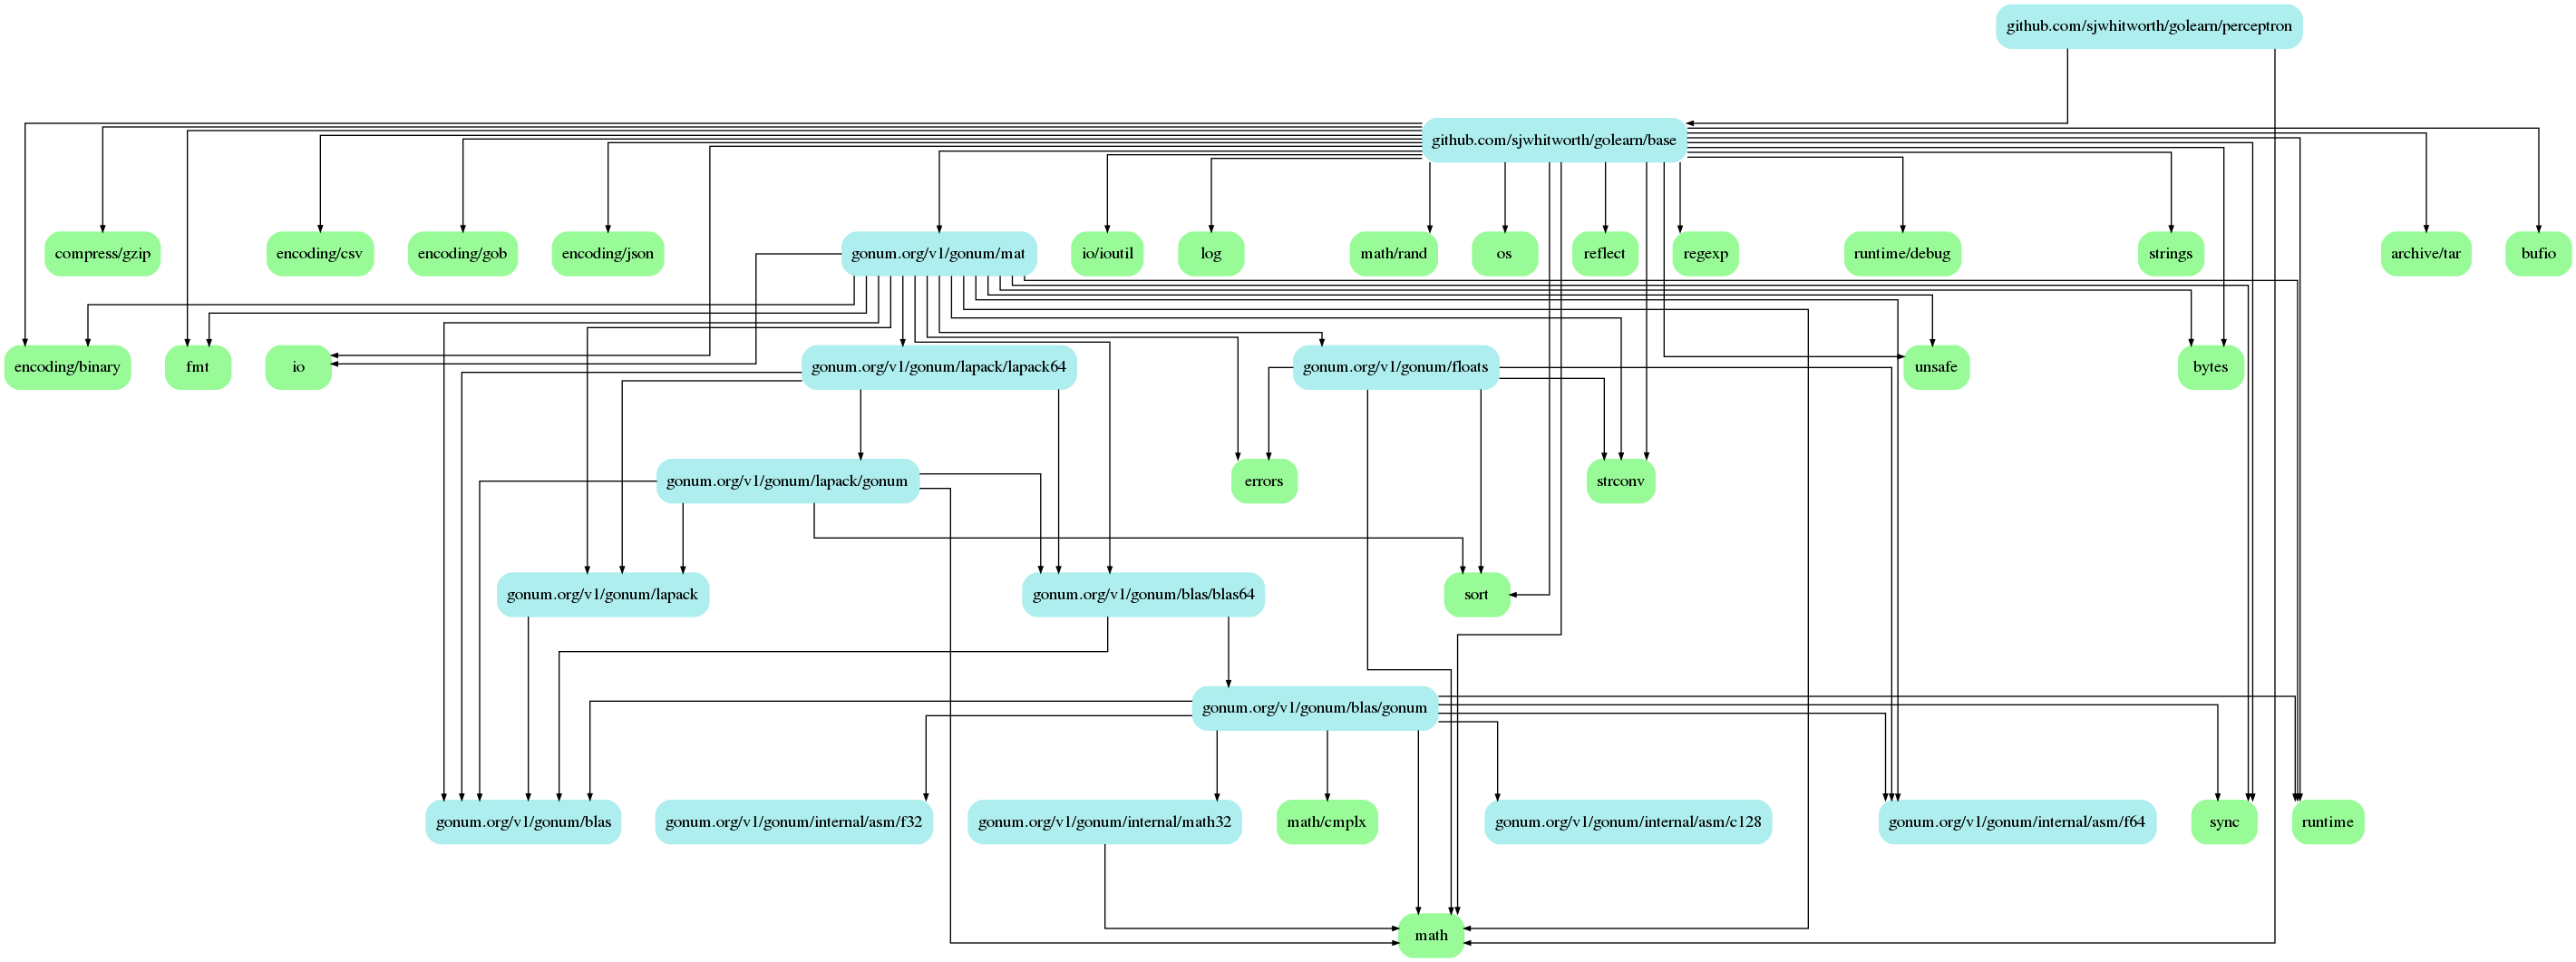 github.com/sjwhitworth/golearn/perceptron
github.com/sjwhitworth/golearn/base
compress/gzip
encoding/csv
encoding/gob
encoding/json
gonum.org/v1/gonum/mat
io/ioutil
log
math/rand
os
reflect
regexp
runtime/debug
strings
archive/tar
bufio
encoding/binary
fmt
io
gonum.org/v1/gonum/lapack/lapack64
gonum.org/v1/gonum/floats
unsafe
bytes
gonum.org/v1/gonum/lapack/gonum
errors
strconv
gonum.org/v1/gonum/lapack
gonum.org/v1/gonum/blas/blas64
sort
gonum.org/v1/gonum/blas/gonum
gonum.org/v1/gonum/blas
gonum.org/v1/gonum/internal/asm/f32
gonum.org/v1/gonum/internal/math32
math/cmplx
gonum.org/v1/gonum/internal/asm/c128
gonum.org/v1/gonum/internal/asm/f64
sync
runtime
math